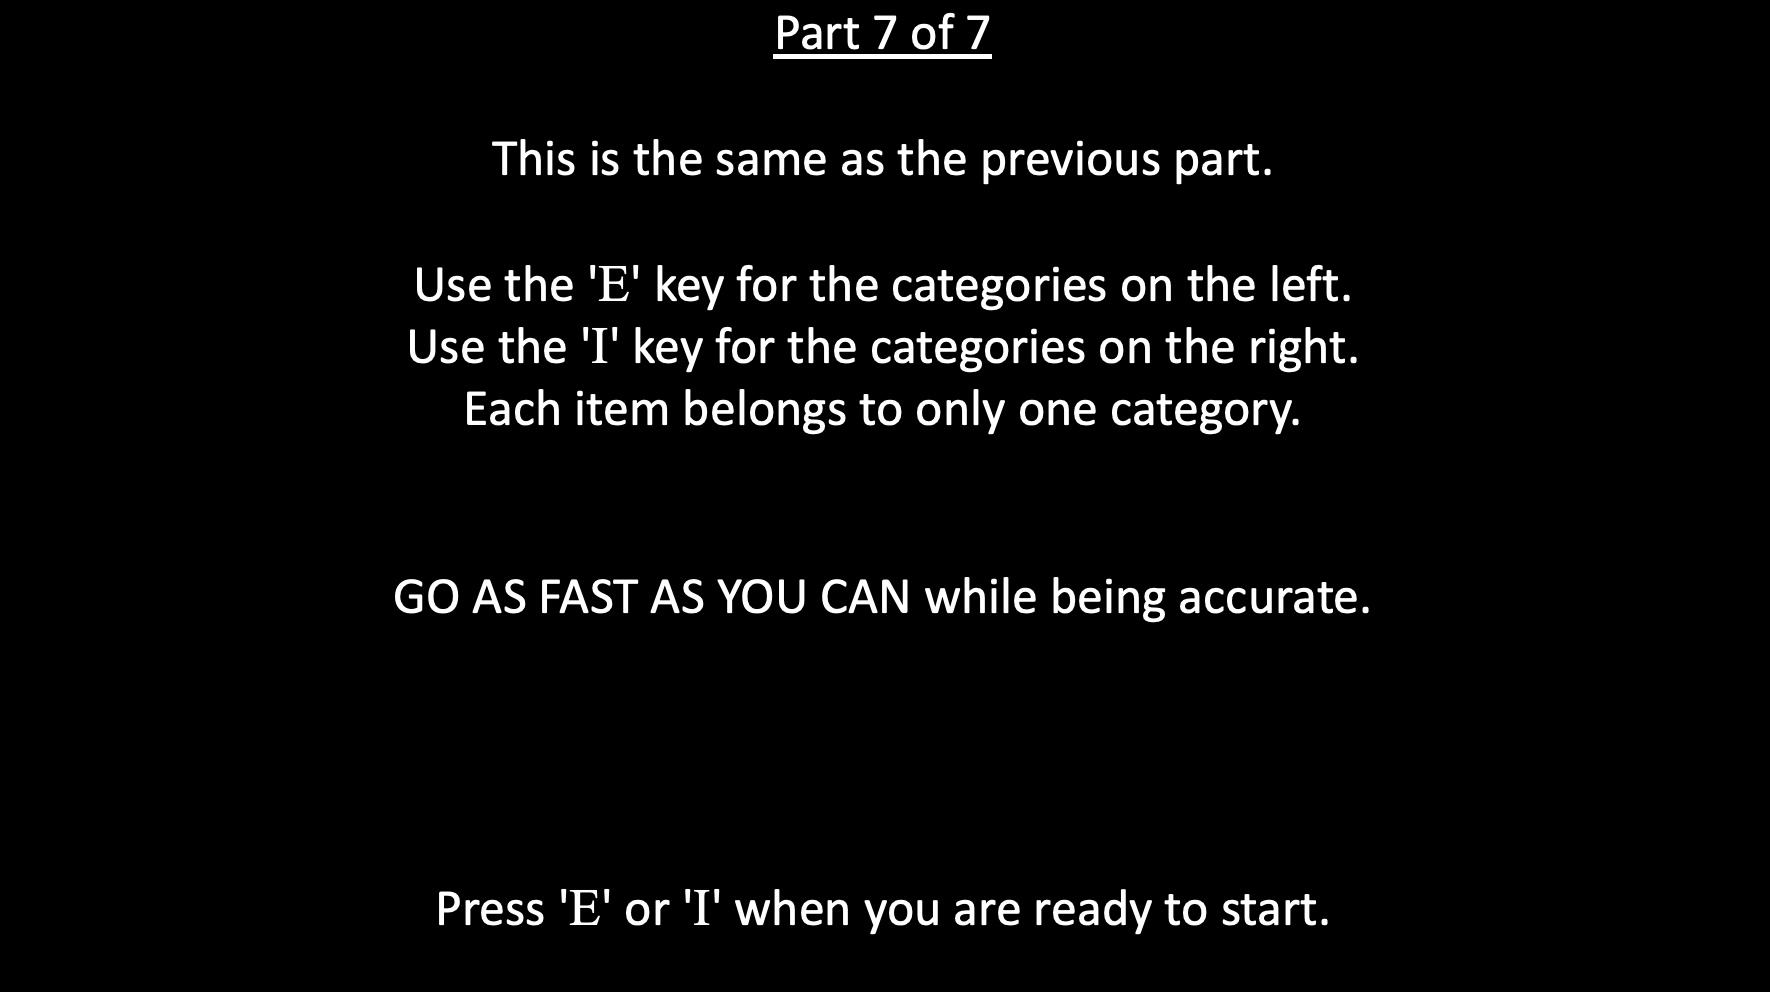 Part 7 of 7
This is the same as the previous part.
Use the 'E' key for the categories on the left.
Use the 'I' key for the categories on the right.
Each item belongs to only one category.
GO AS FAST AS YOU CAN while being accurate.
Press 'E' or 'I' when you are ready to start.